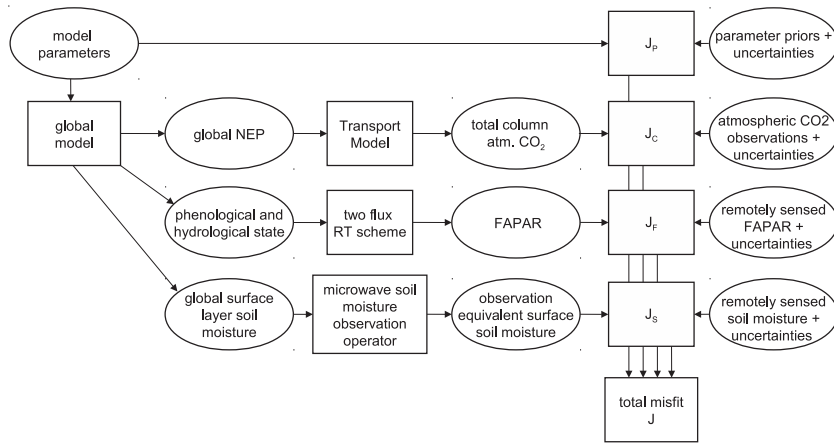 model
parameters
J_P
parameter priors +
uncertainties
global
model
global NEP
Transport
Model
total column
atm. CO₂
J_C
atmospheric CO2
observations +
uncertainties
phenological and
hydrological state
two flux
RT scheme
FAPAR
J_F
remotely sensed
FAPAR +
uncertainties
global surface
layer soil
moisture
microwave soil
moisture
observation
operator
observation
equivalent surface
soil moisture
J_S
remotely sensed
soil moisture +
uncertainties
total misfit
J